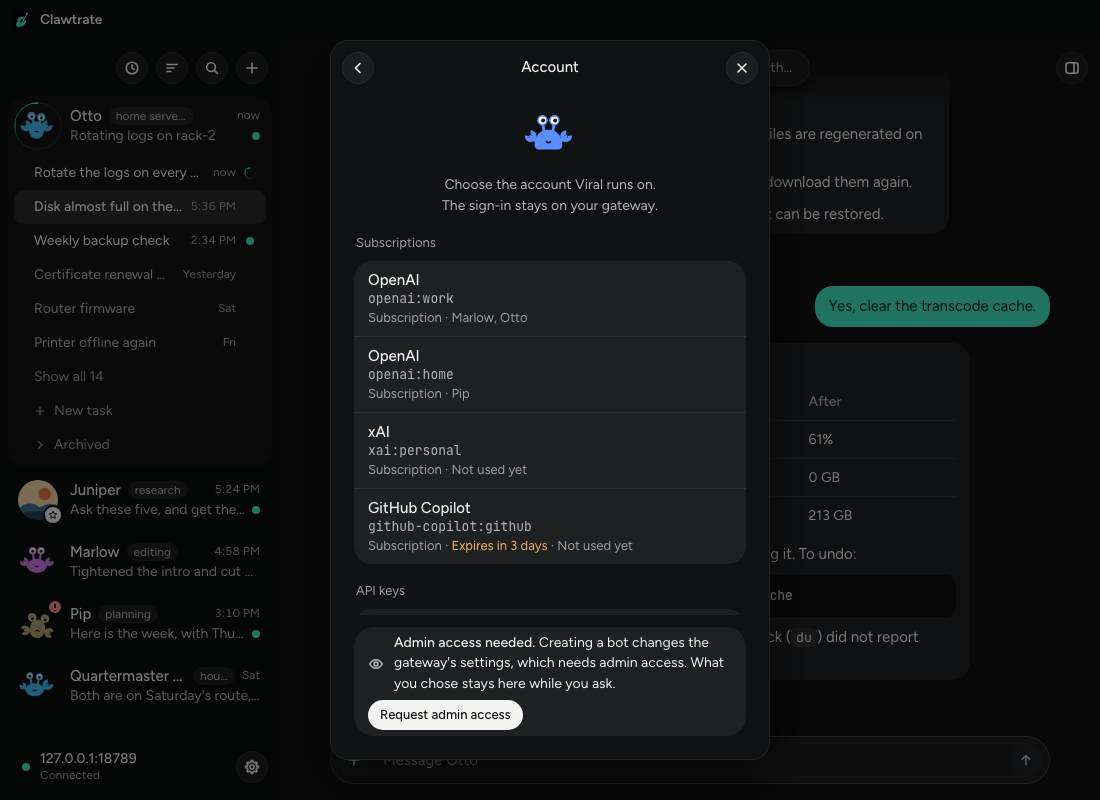 Clawtrate
Otto
home serve...
now
Rotating logs on rack-2
Rotate the logs on every ...
now
Disk almost full on the...
5:36 PM
Weekly backup check
2:34 PM
Certificate renewal ...
Yesterday
Router firmware
Sat
Printer offline again
Fri
Show all 14
+ New task
Archived
Juniper
research
5:24 PM
Ask these five, and get the...
Marlow
editing
4:58 PM
Tightened the intro and cut ...
Pip
planning
3:10 PM
Here is the week, with Thu...
Quartermaster ...
hou...
Sat
Both are on Saturday's route,...
127.0.0.1:18789
Connected
Account
Choose the account Viral runs on.
The sign-in stays on your gateway.
Subscriptions
OpenAI
openai:work
Subscription · Marlow, Otto
OpenAI
openai:home
Subscription · Pip
xAI
xai:personal
Subscription · Not used yet
GitHub Copilot
github-copilot:github
Subscription · Expires in 3 days · Not used yet
API keys
Admin access needed. Creating a bot changes the
gateway's settings, which needs admin access. What
you chose stays here while you ask.
Request admin access
th...
iles are regenerated on
download them again.
can be restored.
Yes, clear the transcode cache.
After
61%
0 GB
213 GB
g it. To undo:
che
ck ( du ) did not report
Message Otto